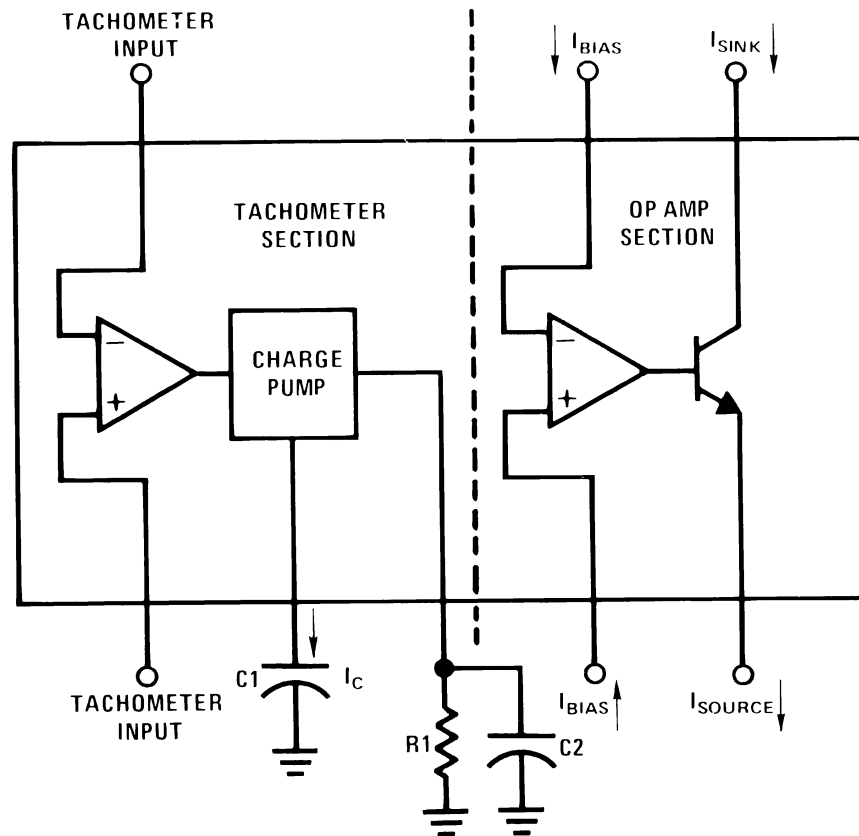 TACHOMETER
INPUT
I_BIAS
I_SINK
TACHOMETER
SECTION
OP AMP
SECTION
−
+
CHARGE
PUMP
−
+
C1
I_C
TACHOMETER
INPUT
R1
C2
I_BIAS
I_SOURCE